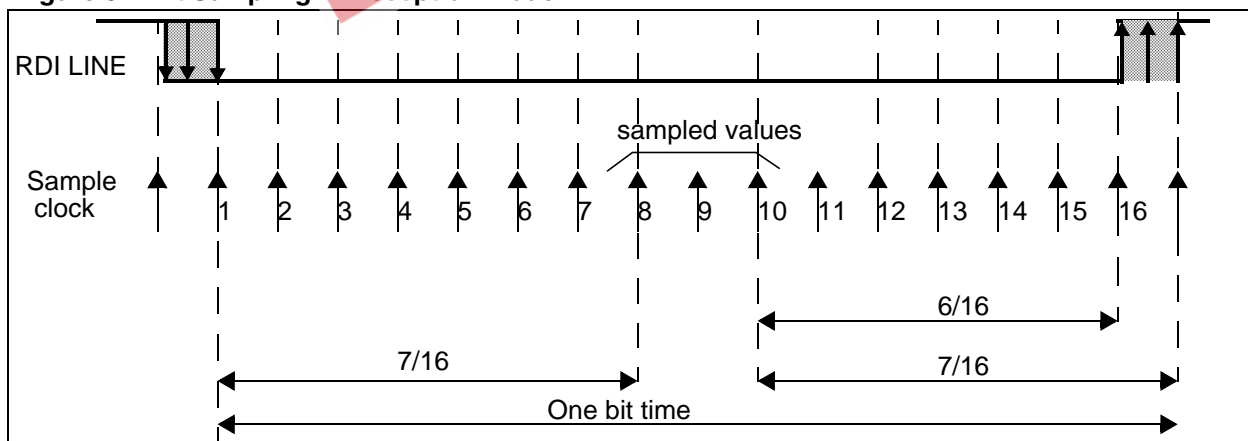 RDI LINE
sampled values
Sample
clock
1 2 3 4 5 6 7 8 9 10 11 12 13 14 15 16
6/16
7/16 7/16
One bit time